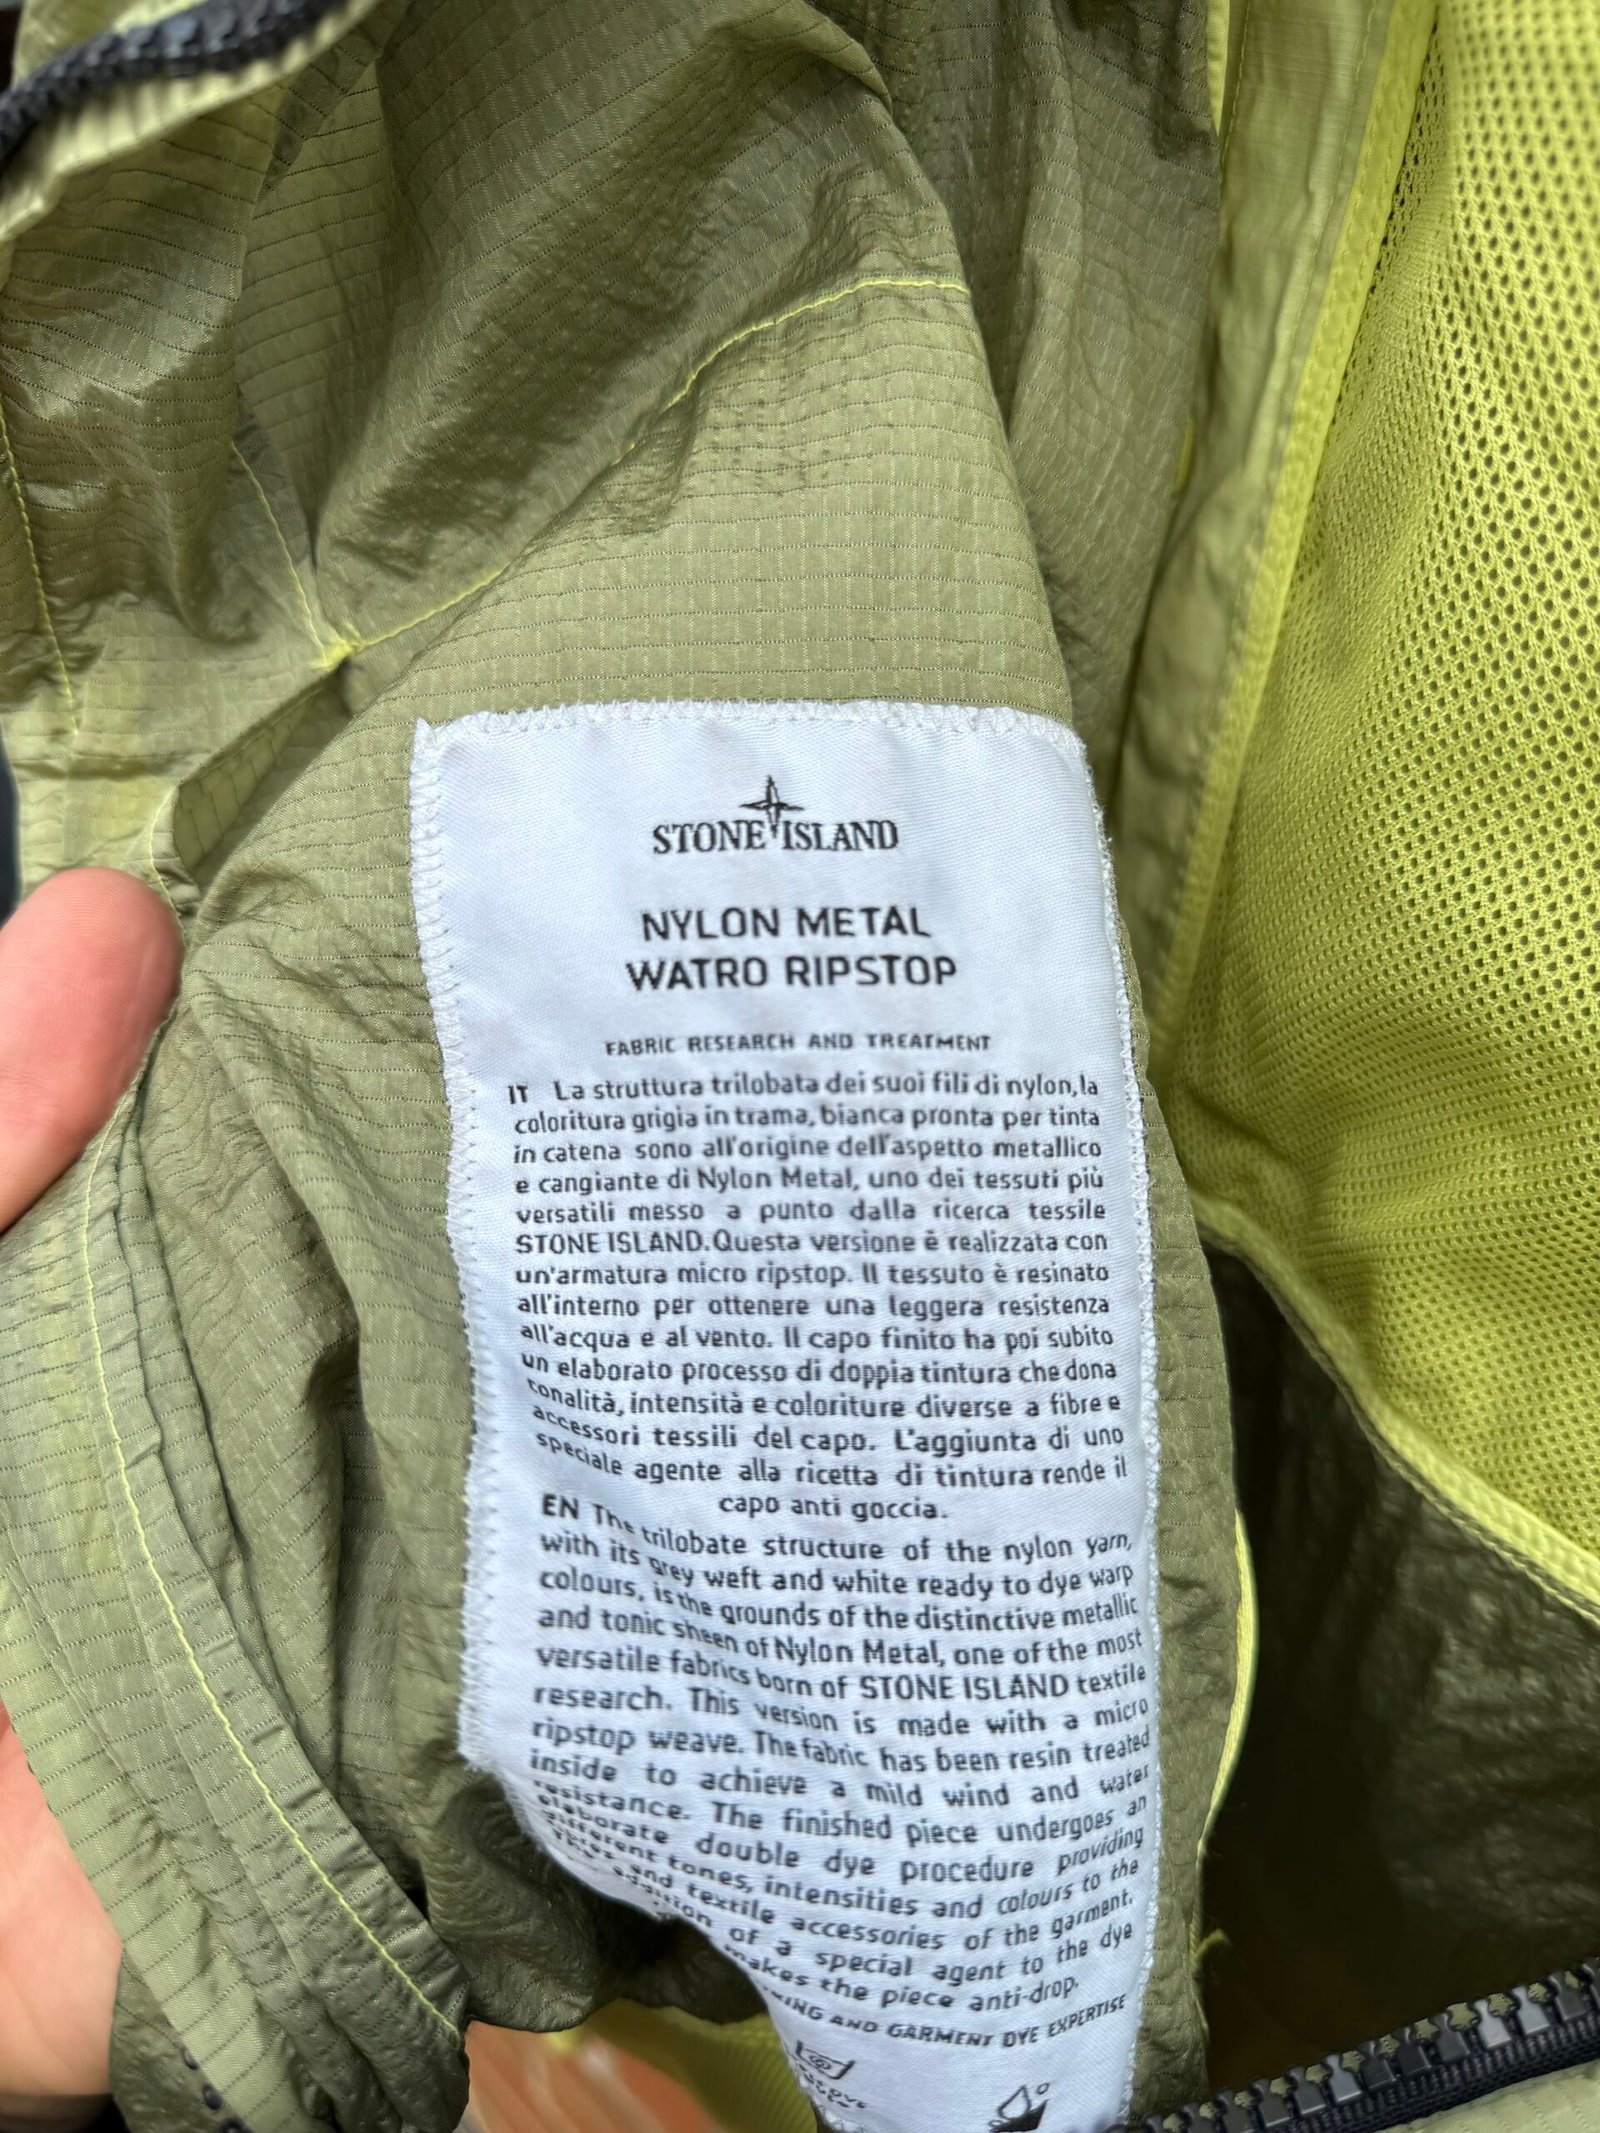 STONE ISLAND
NYLON METAL
WATRO RIPSTOP
FABRIC RESEARCH AND TREATMENT
IT La struttura trilobata dei suoi fili di nylon, la
coloritura grigia in trama, bianca pronta per tinta
in catena sono all'origine dell'aspetto metallico
e cangiante di Nylon Metal, uno dei tessuti più
versatili messo a punto dalla ricerca tessile
STONE ISLAND. Questa versione è realizzata con
un'armatura micro ripstop. Il tessuto è resinato
all'interno per ottenere una leggera resistenza
all'acqua e al vento. Il capo finito ha poi subito
un elaborato processo di doppia tintura che dona
tonalità, intensità e coloriture diverse a fibre e
accessori tessili del capo. L'aggiunta di uno
speciale agente alla ricetta di tintura rende il
capo anti goccia.
EN The trilobate structure of the nylon yarn,
with its grey weft and white ready to dye warp
colours, is the grounds of the distinctive metallic
and tonic sheen of Nylon Metal, one of the most
versatile fabrics born of STONE ISLAND textile
research. This version is made with a micro
ripstop weave. The fabric has been resin treated
inside to achieve a mild wind and water
resistance. The finished piece undergoes an
elaborate double dye procedure providing
different tones, intensities and colours to the
and textile accessories of the garment.
addition of a special agent to the dye
makes the piece anti-drop.
AND GARMENT DYE EXPERTISE